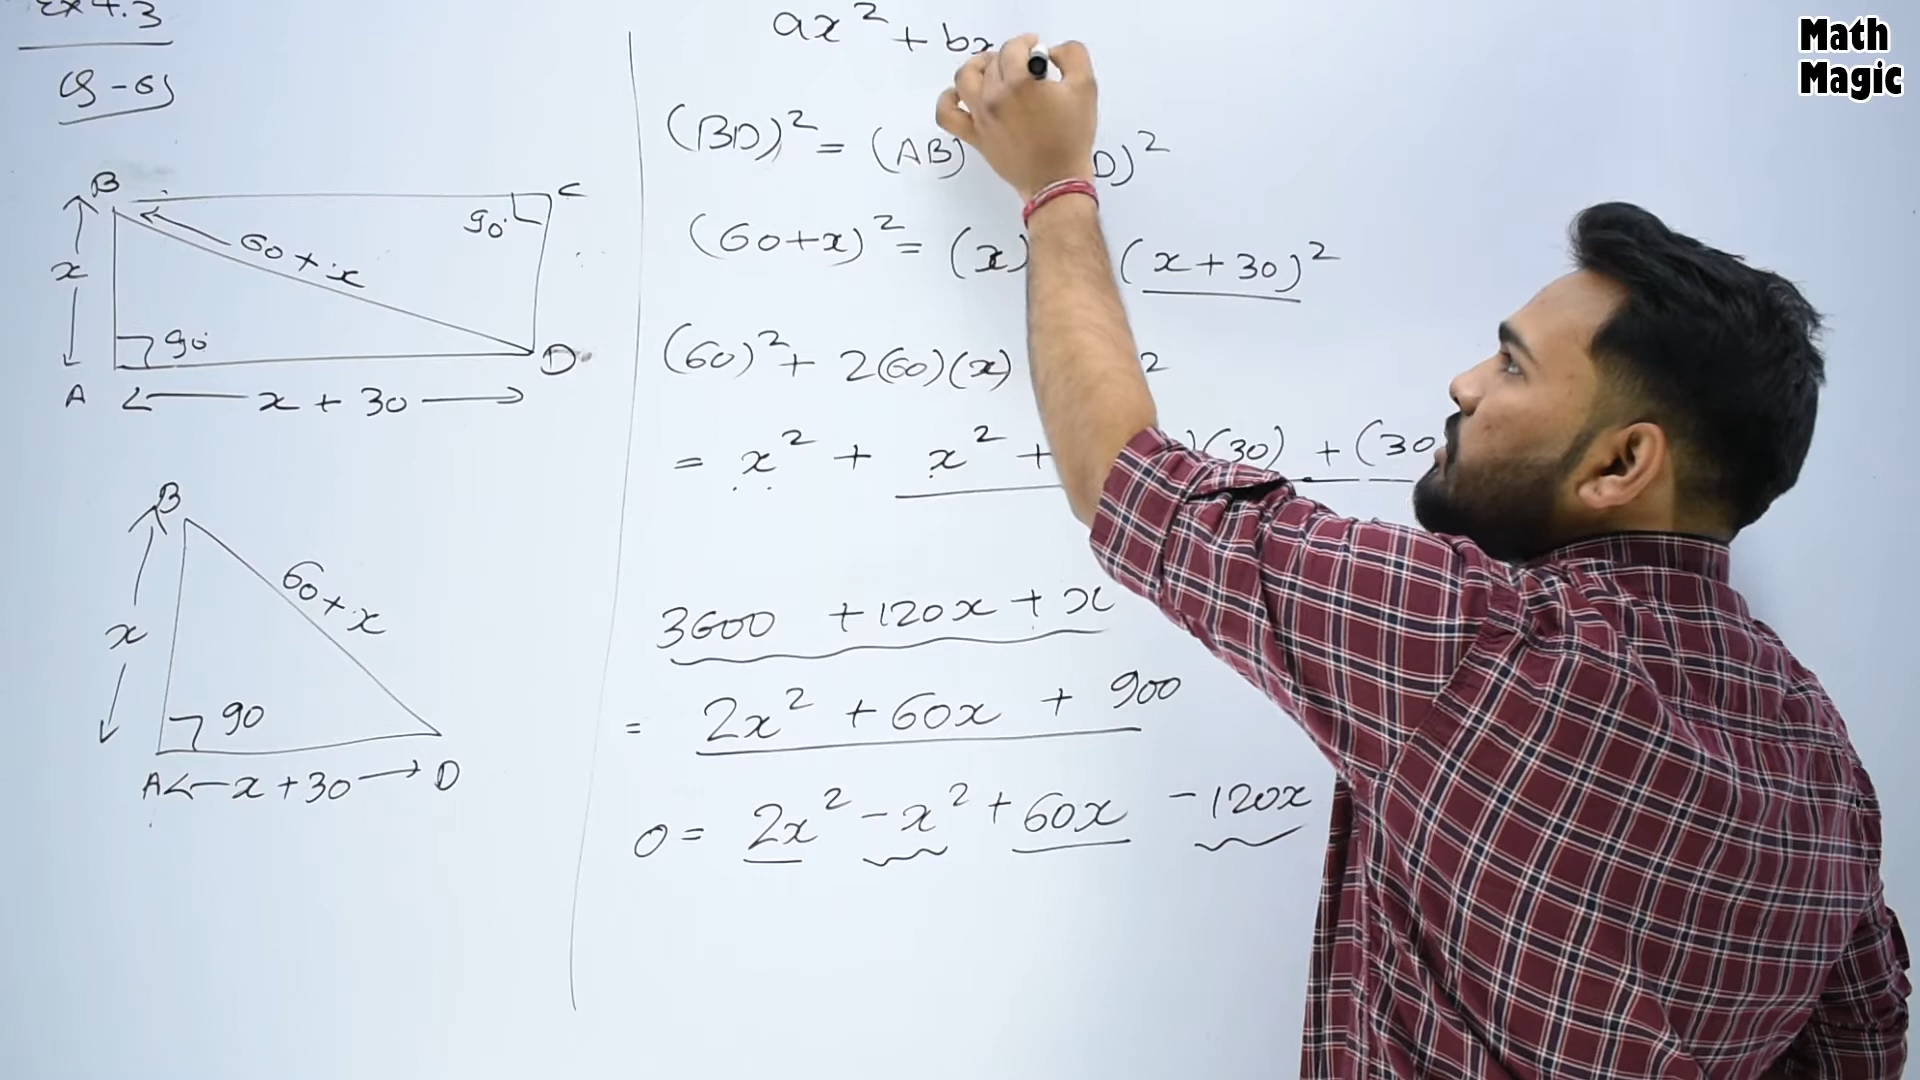 Ex 4.3
Q-6
B
C
90°
60+x
x
90°
D
A
x + 30
B
60+x
x
90
A
x + 30
D
ax² + bx
(BD)² = (AB) D)²
(60+x)² = (x) (x+30)²
(60)² + 2(60)(x) ²
= x² + x² + )(30) + (30
3600 + 120x + x
= 2x² + 60x + 900
0 = 2x² - x² + 60x - 120x
Math
Magic